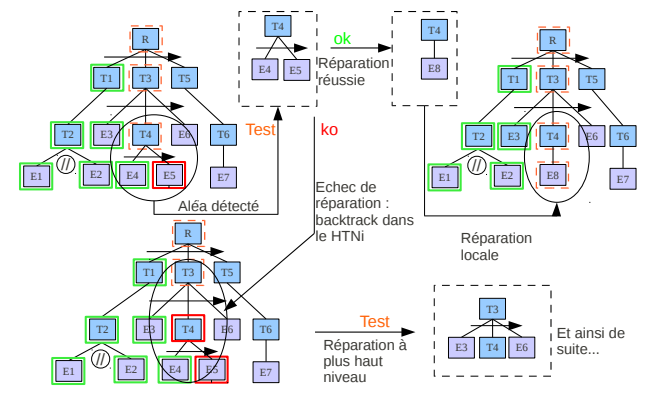 R
T1
T3
T5
T2
E3
T4
E6
T6
E1
//
E2
E4
E5
E7
Aléa détecté
T4
E4
E5
Test
ok
Réparation
réussie
ko
T4
E8
R
T1
T3
T5
T2
E3
T4
E6
T6
E1
//
E2
E8
E7
Réparation
locale
Echec de
réparation :
backtrack dans
le HTNi
R
T1
T3
T5
T2
E3
T4
E6
T6
E1
//
E2
E4
E5
E7
Test
Réparation à
plus haut
niveau
T3
E3
T4
E6
Et ainsi de
suite...